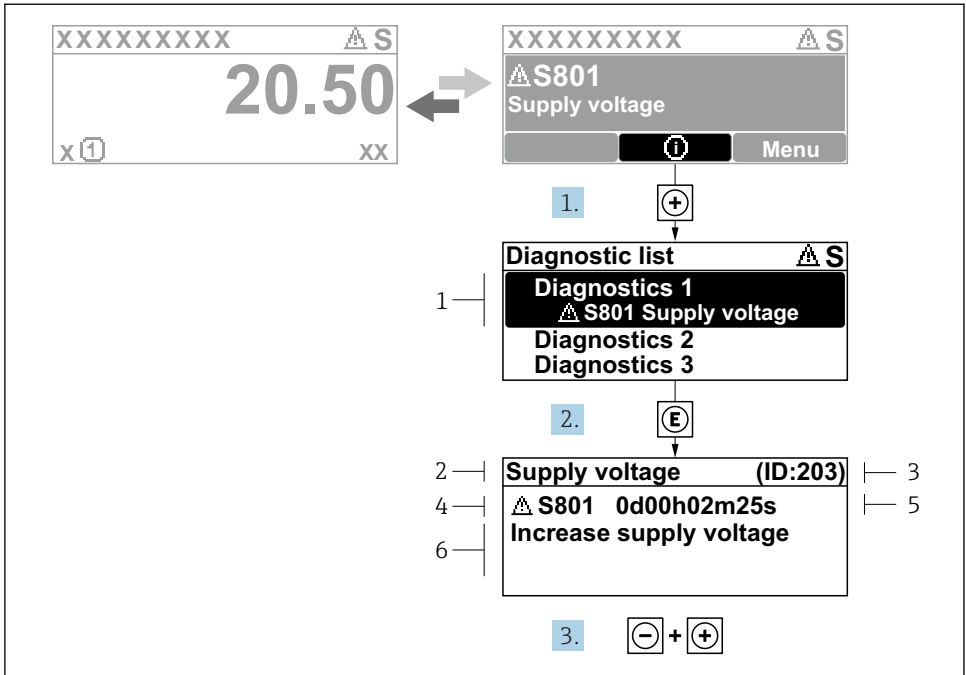 XXXXXXXXX ⚠ S
20.50
x ① xx
XXXXXXXXX ⚠ S
⚠ S801
Supply voltage
ⓘ Menu
1. ⊕
Diagnostic list ⚠ S
1
Diagnostics 1
⚠ S801 Supply voltage
Diagnostics 2
Diagnostics 3
2. Ⓔ
2 Supply voltage (ID:203) 3
4 ⚠ S801 0d00h02m25s 5
6 Increase supply voltage
3. ⊖ + ⊕